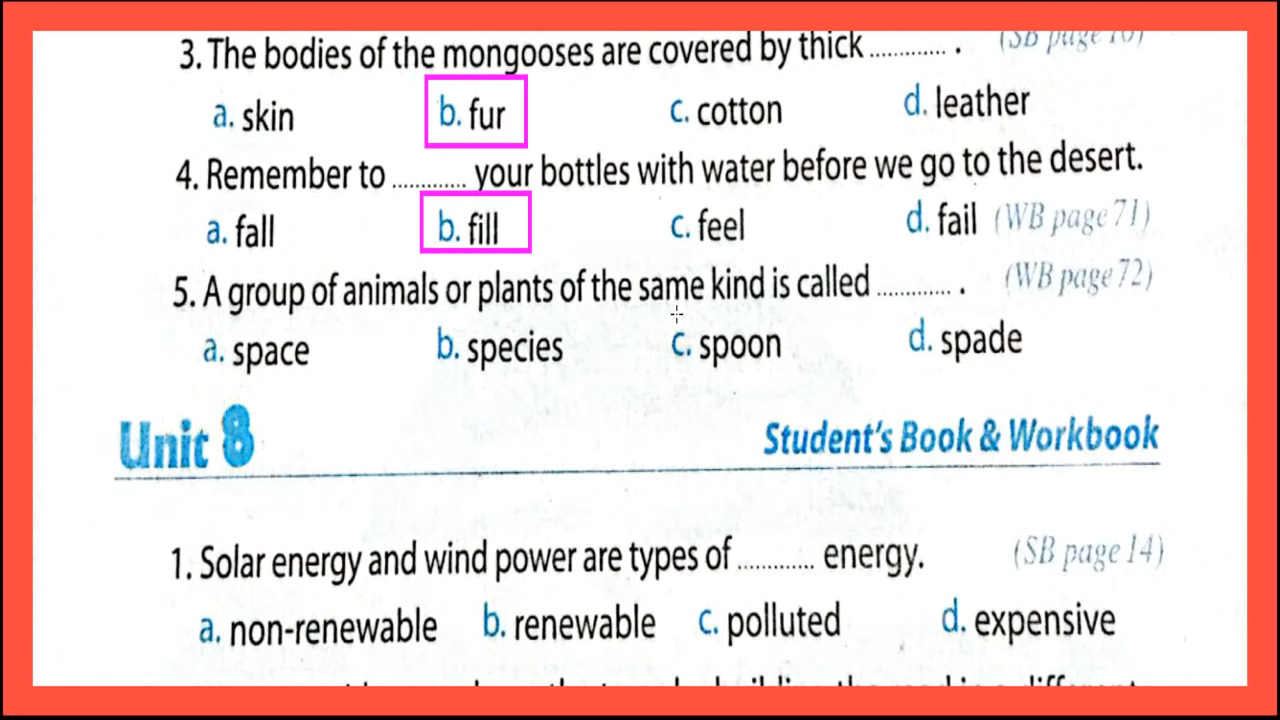 3. The bodies of the mongooses are covered by thick ............. . (SB page 10)
a. skin b. fur c. cotton d. leather
4. Remember to ............. your bottles with water before we go to the desert.
a. fall b. fill c. feel d. fail (WB page 71)
5. A group of animals or plants of the same kind is called ............. . (WB page 72)
a. space b. species c. spoon d. spade
Unit 8 Student's Book & Workbook
1. Solar energy and wind power are types of ............. energy. (SB page 14)
a. non-renewable b. renewable c. polluted d. expensive